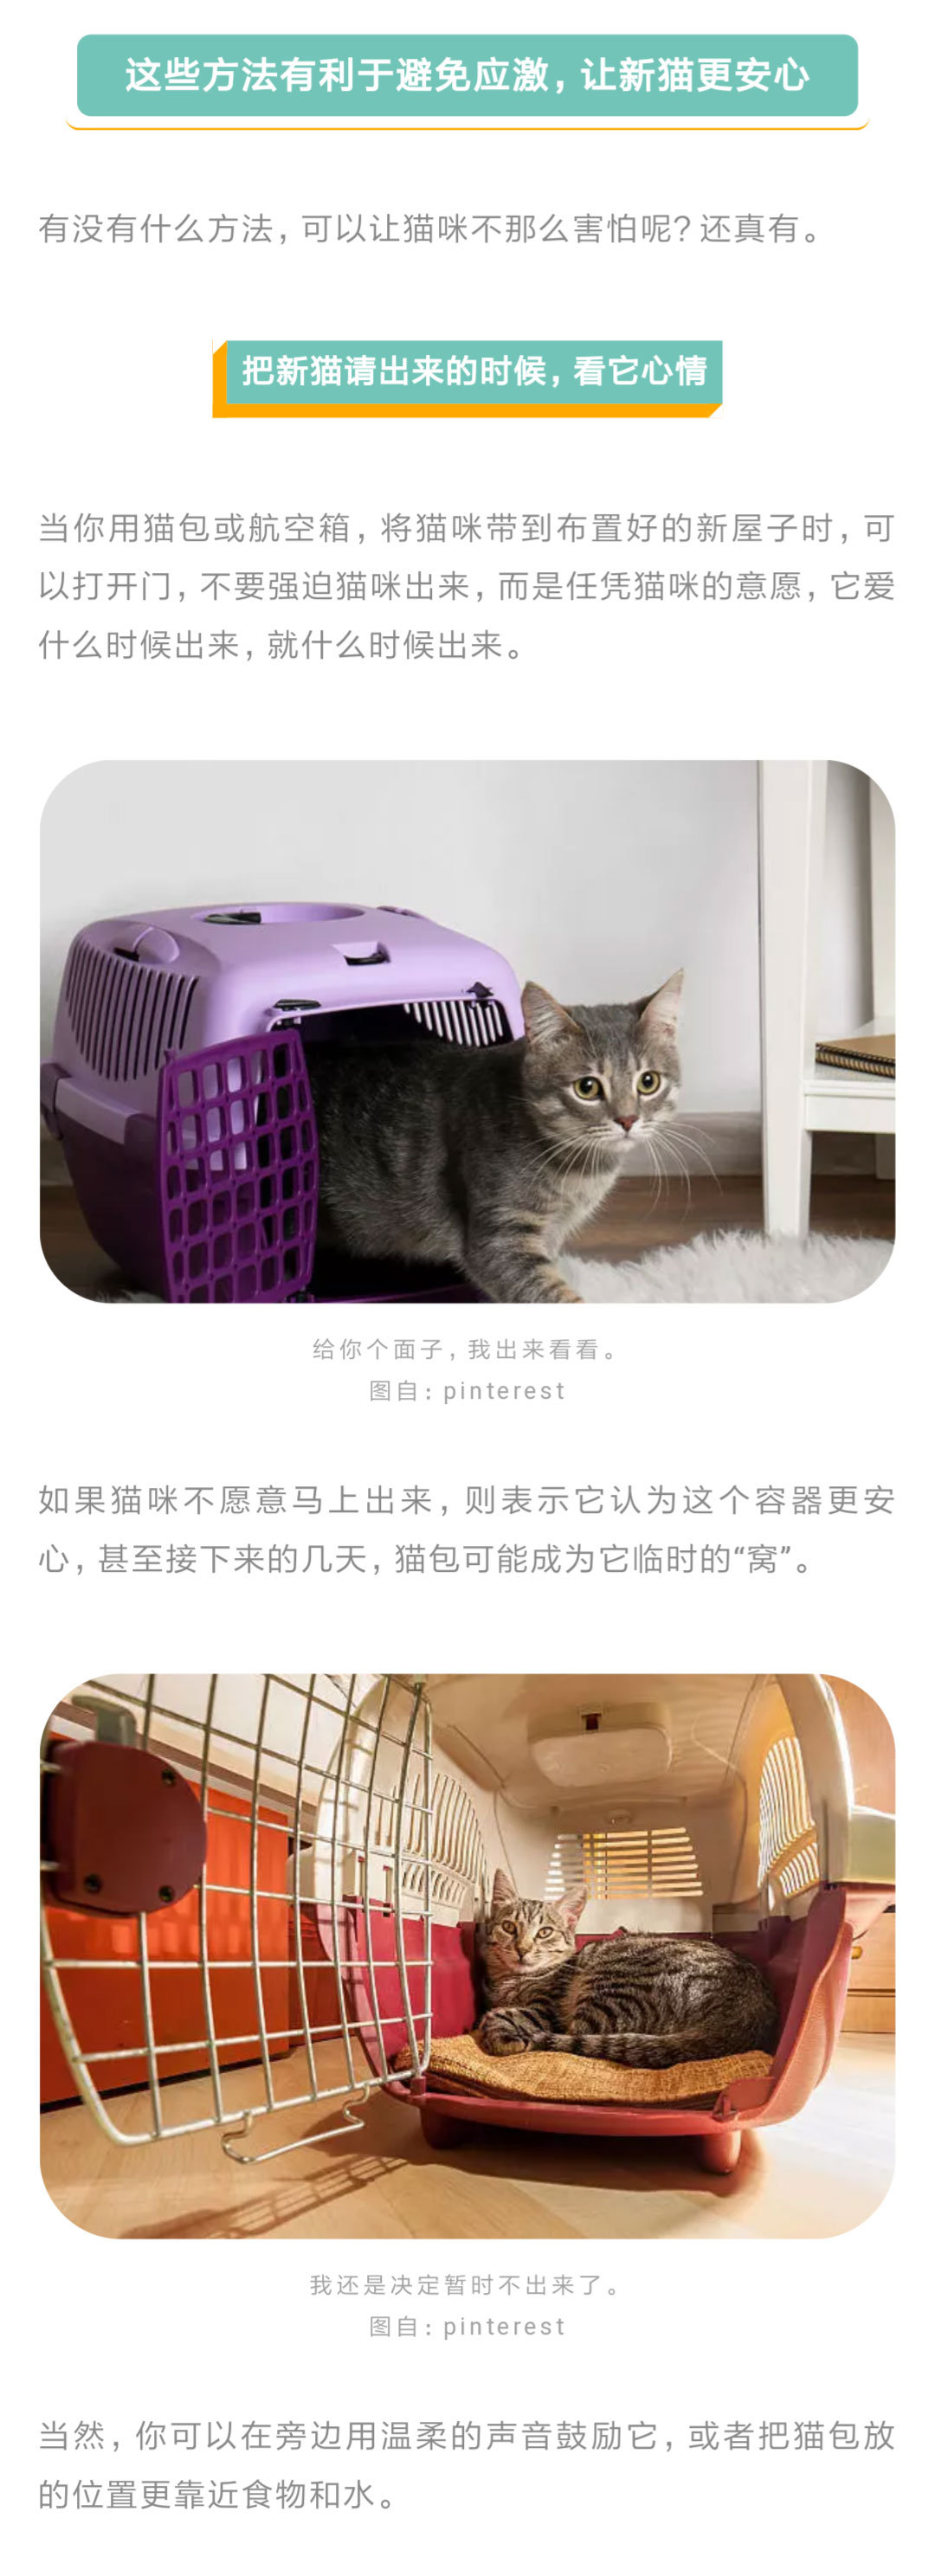 这些方法有利于避免应激，让新猫更安心
有没有什么方法，可以让猫咪不那么害怕呢？还真有。
把新猫请出来的时候，看它心情
当你用猫包或航空箱，将猫咪带到布置好的新屋子时，可
以打开门，不要强迫猫咪出来，而是任凭猫咪的意愿，它爱
什么时候出来，就什么时候出来。
给你个面子，我出来看看。
图自：pinterest
如果猫咪不愿意马上出来，则表示它认为这个容器更安
心，甚至接下来的几天，猫包可能成为它临时的“窝”。
我还是决定暂时不出来了。
图自：pinterest
当然，你可以在旁边用温柔的声音鼓励它，或者把猫包放
的位置更靠近食物和水。